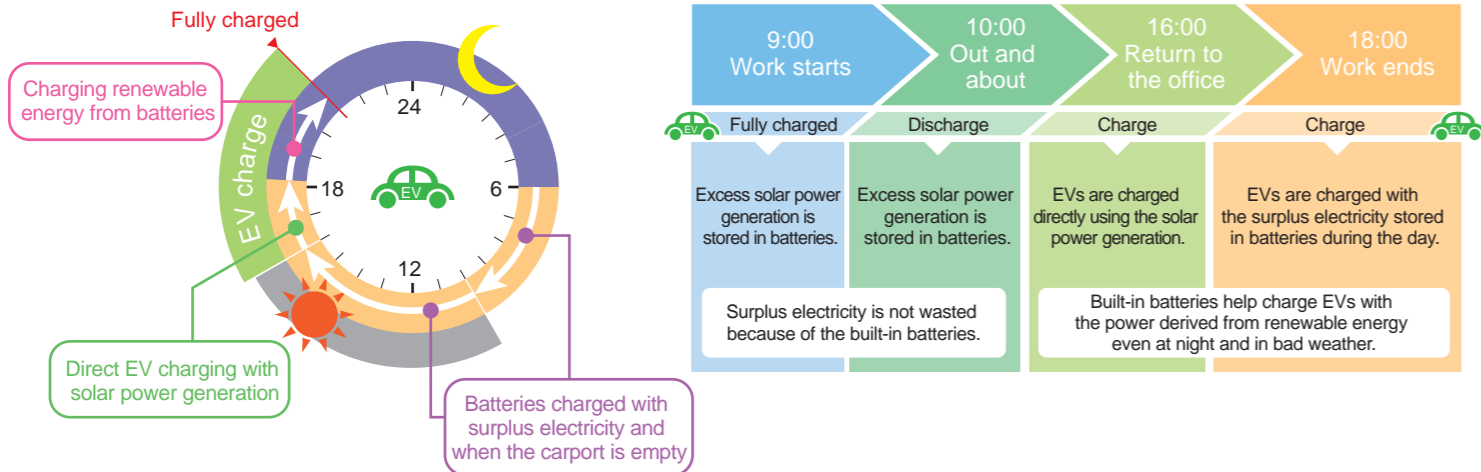 Fully charged
Charging renewable
energy from batteries
EV charge
24
18
EV
6
12
Direct EV charging with
solar power generation
Batteries charged with
surplus electricity and
when the carport is empty
9:00
Work starts
10:00
Out and
about
16:00
Return to
the office
18:00
Work ends
EV
Fully charged
Discharge
Charge
Charge
EV
Excess solar power
generation is
stored in batteries.
Excess solar power
generation is
stored in batteries.
EVs are charged
directly using the solar
power generation.
EVs are charged with
the surplus electricity stored
in batteries during the day.
Surplus electricity is not wasted
because of the built-in batteries.
Built-in batteries help charge EVs with
the power derived from renewable energy
even at night and in bad weather.